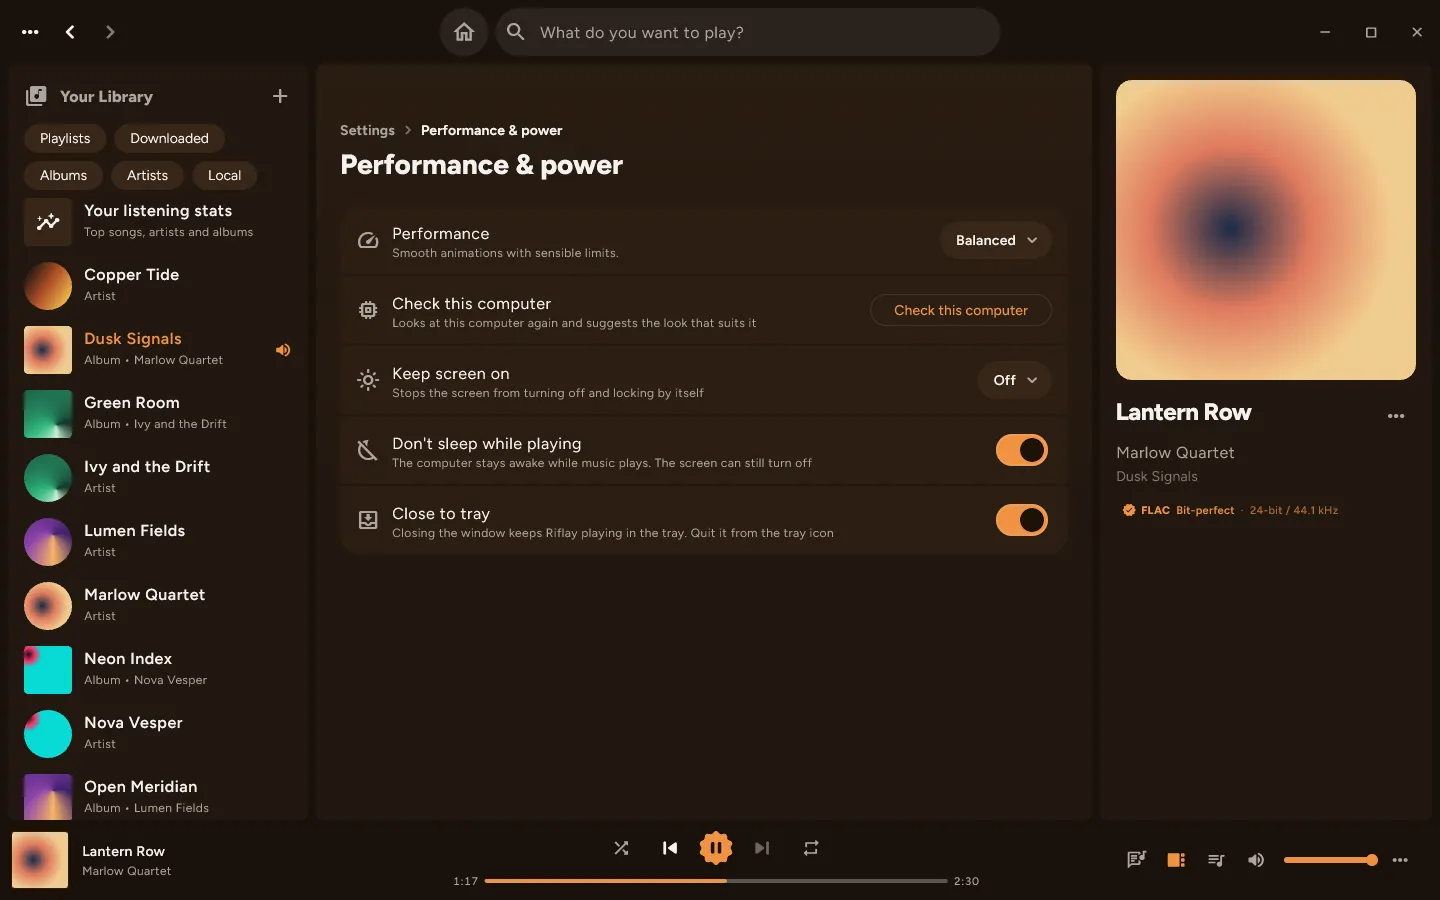 What do you want to play?
Your Library
Playlists
Downloaded
Albums
Artists
Local
Your listening stats
Top songs, artists and albums
Copper Tide
Artist
Dusk Signals
Album • Marlow Quartet
Green Room
Album • Ivy and the Drift
Ivy and the Drift
Artist
Lumen Fields
Artist
Marlow Quartet
Artist
Neon Index
Album • Nova Vesper
Nova Vesper
Artist
Open Meridian
Album • Lumen Fields
Settings > Performance & power
Performance & power
Performance
Smooth animations with sensible limits.
Balanced
Check this computer
Looks at this computer again and suggests the look that suits it
Check this computer
Keep screen on
Stops the screen from turning off and locking by itself
Off
Don't sleep while playing
The computer stays awake while music plays. The screen can still turn off
Close to tray
Closing the window keeps Riflay playing in the tray. Quit it from the tray icon
Lantern Row
Marlow Quartet
Dusk Signals
FLAC Bit-perfect · 24-bit / 44.1 kHz
Lantern Row
Marlow Quartet
1:17
2:30